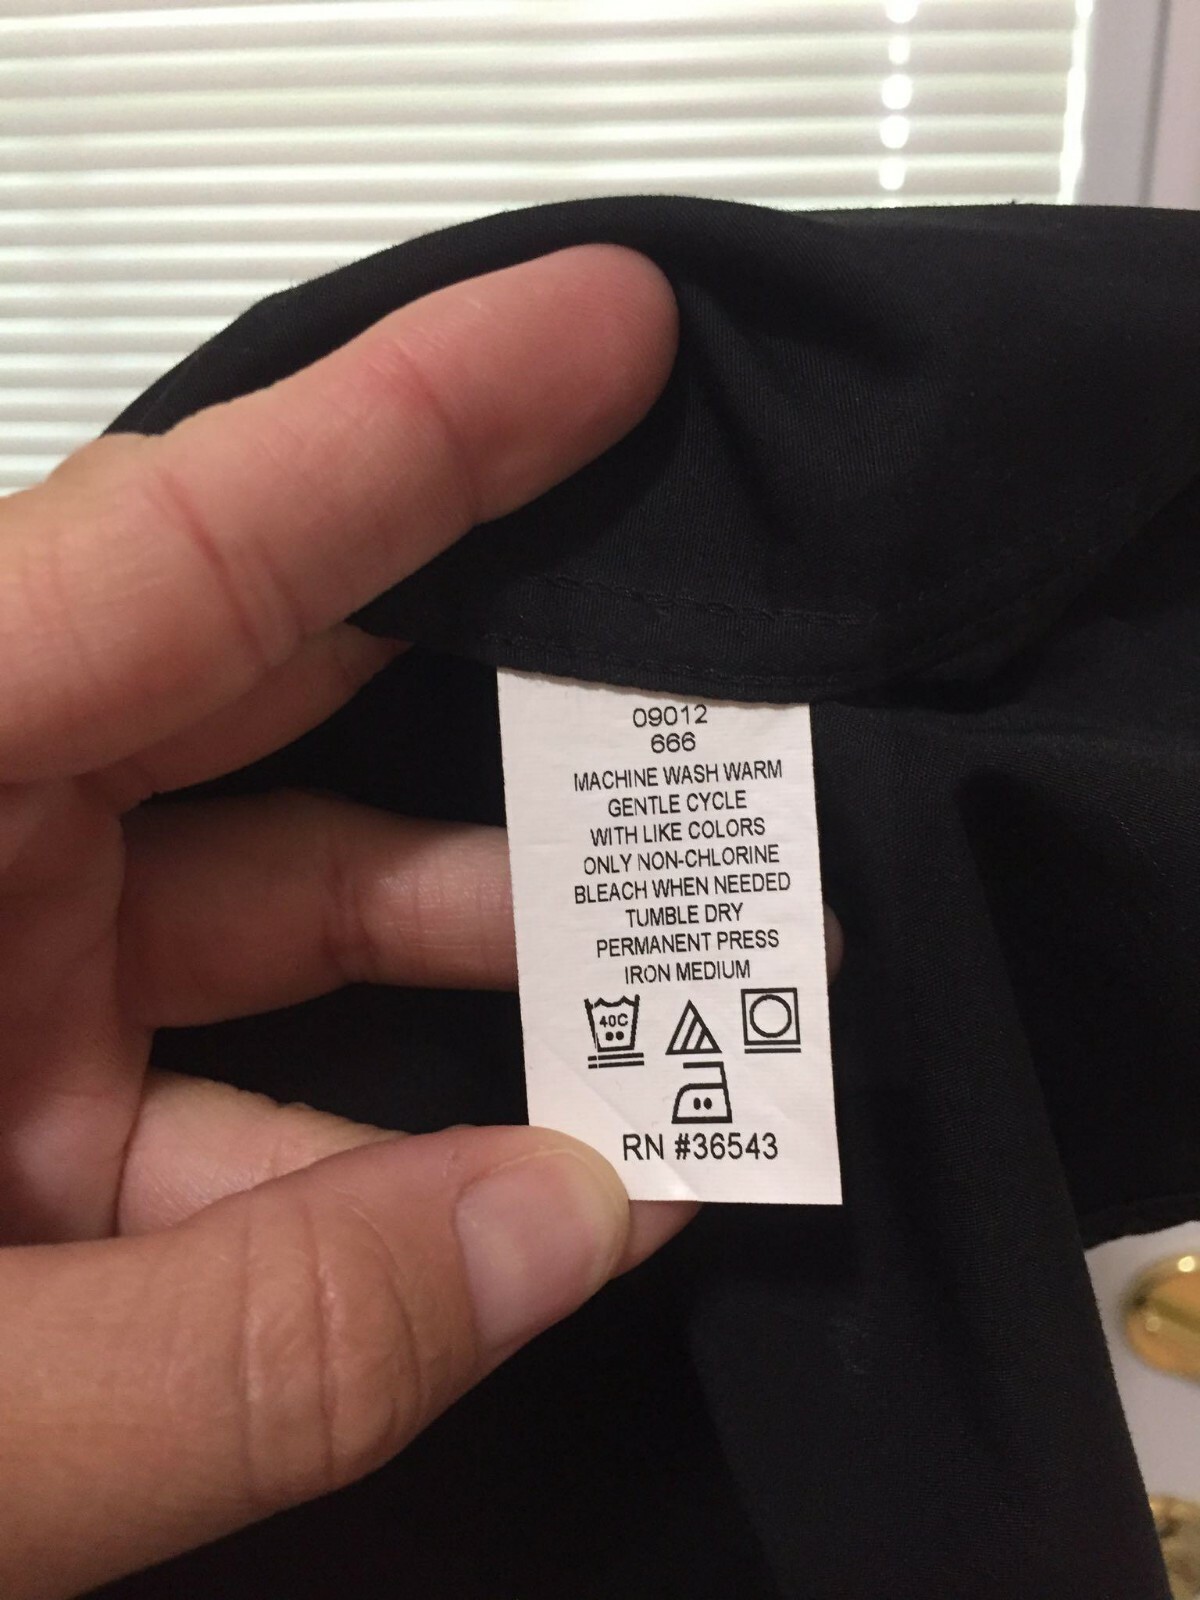 09012
666
MACHINE WASH WARM
GENTLE CYCLE
WITH LIKE COLORS
ONLY NON-CHLORINE
BLEACH WHEN NEEDED
TUMBLE DRY
PERMANENT PRESS
IRON MEDIUM
40C
RN #36543